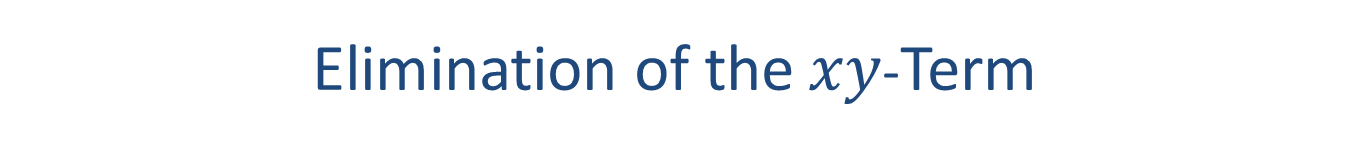 Elimination of the 𝑥𝑦-Term